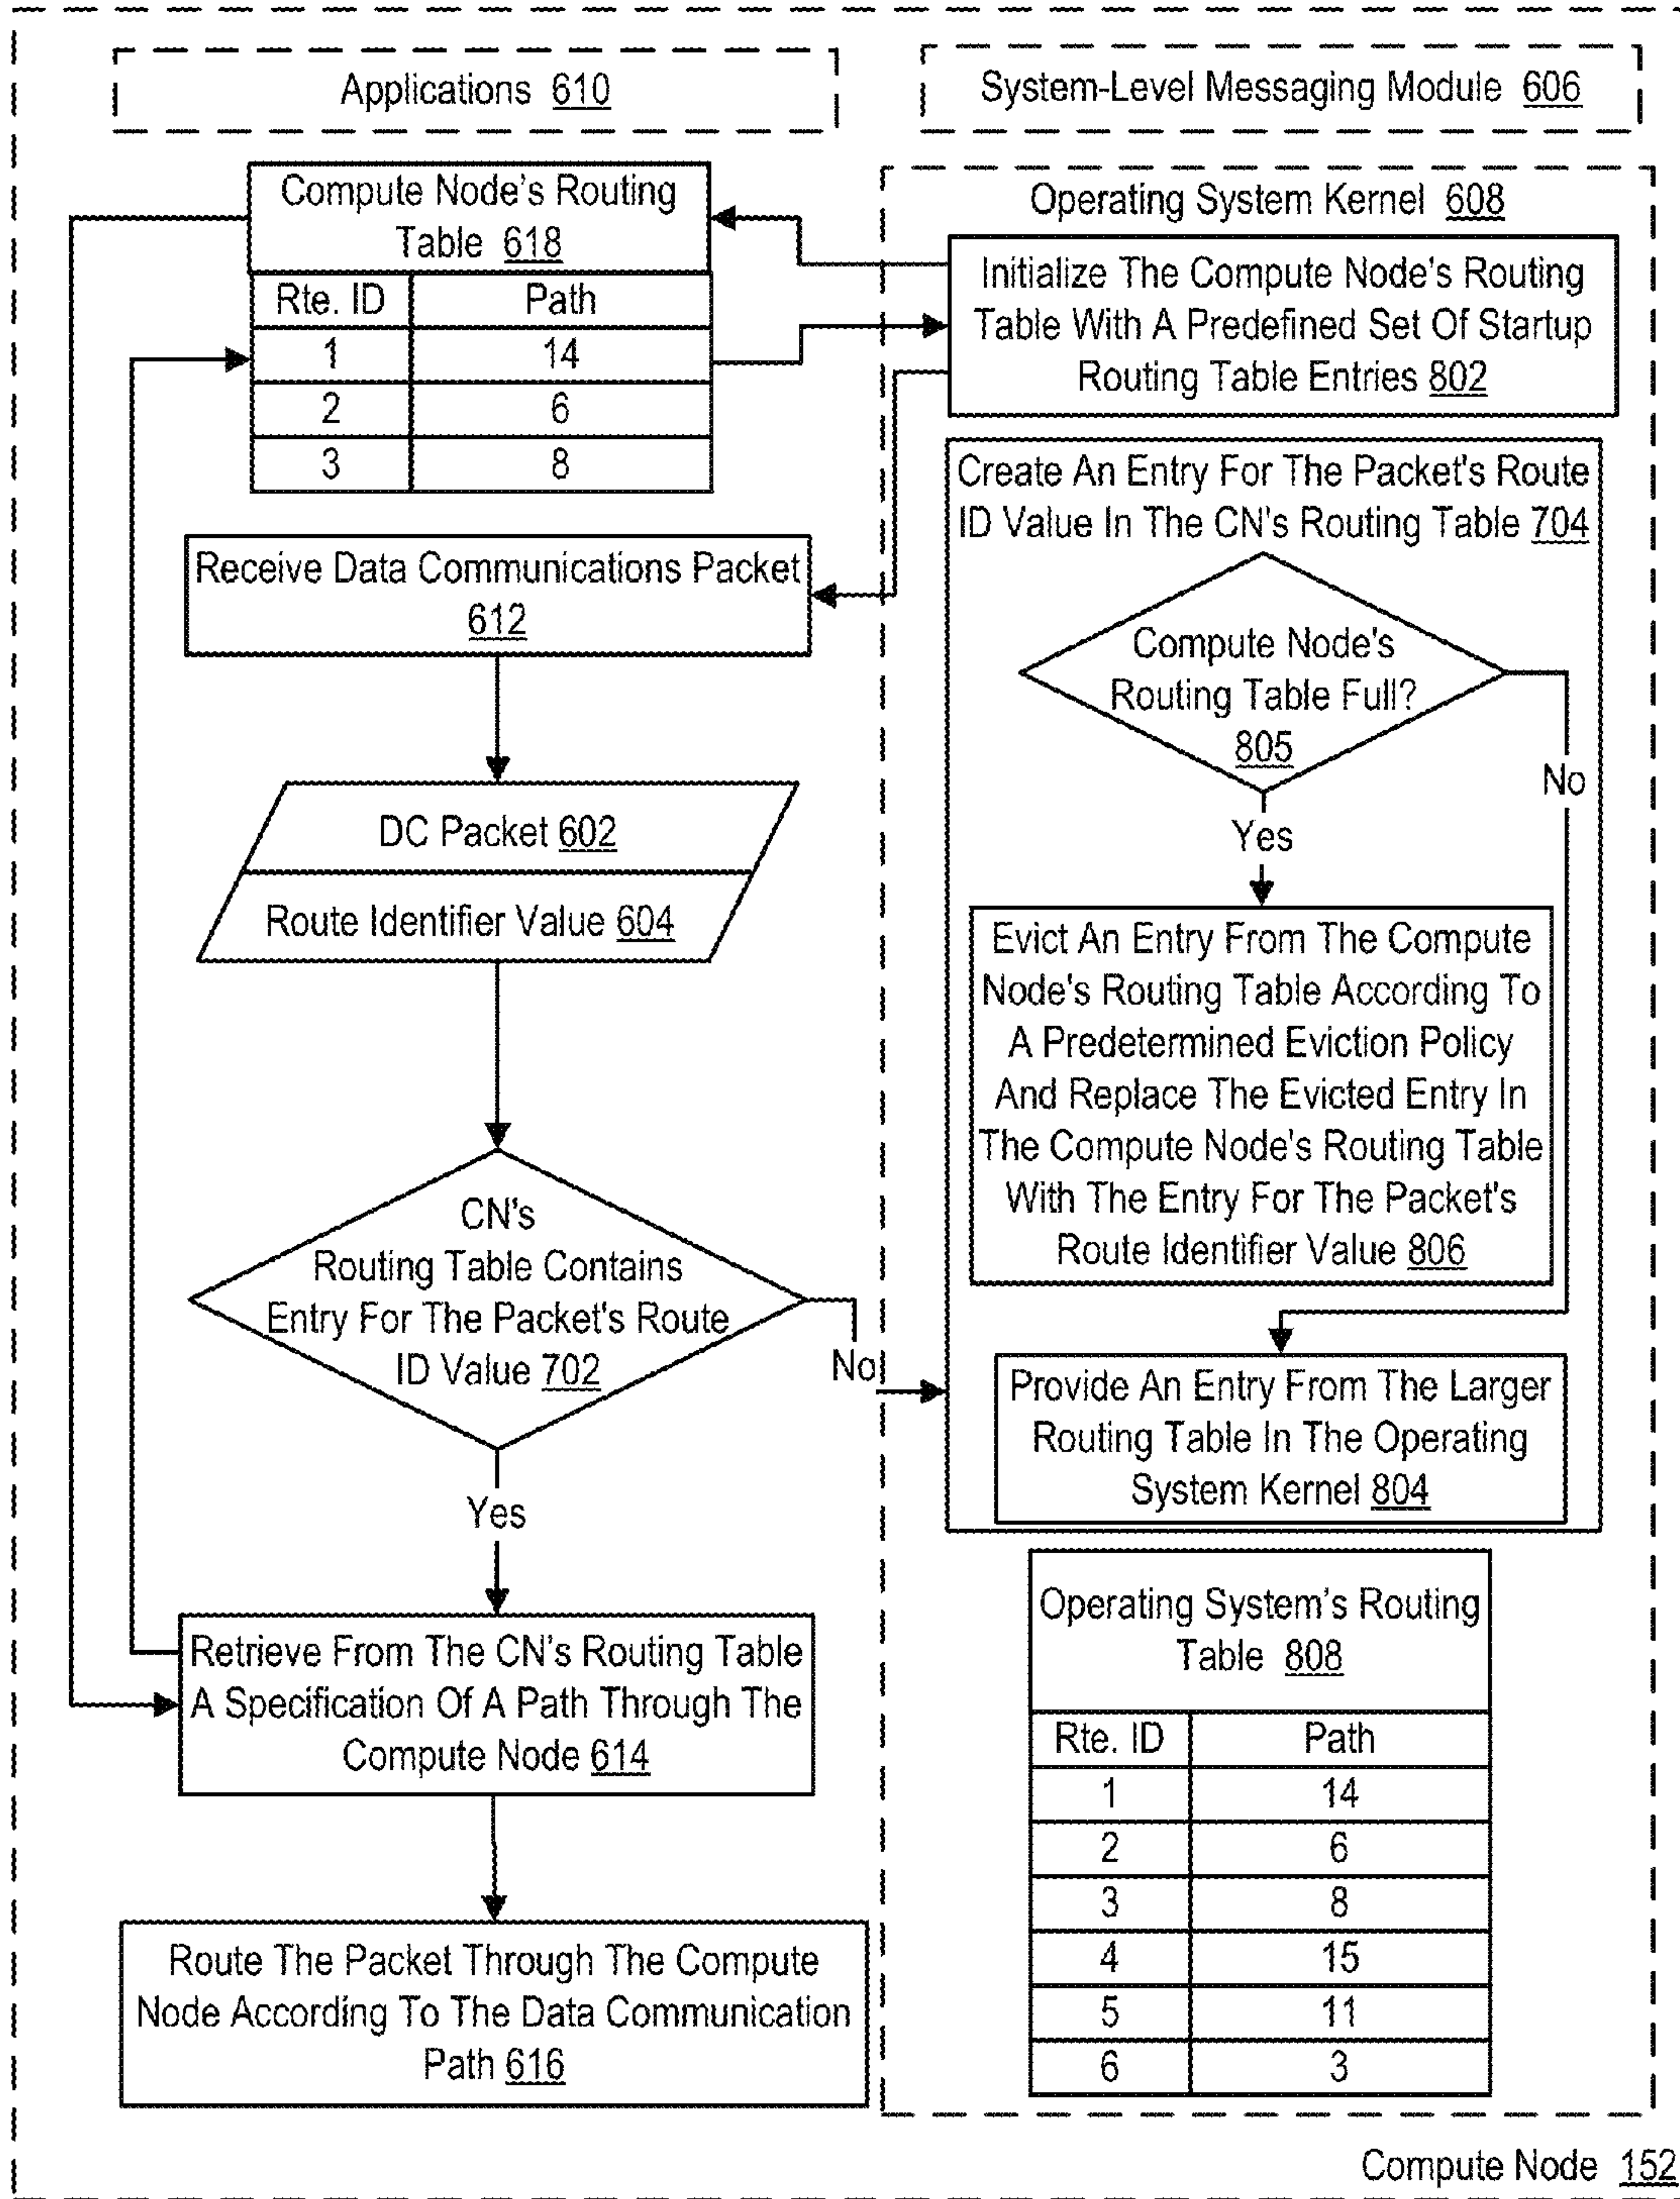 Applications 610
System-Level Messaging Module 606
Compute Node's Routing
Table 618
Rte. ID Path
1 14
2 6
3 8
Operating System Kernel 608
Initialize The Compute Node's Routing
Table With A Predefined Set Of Startup
Routing Table Entries 802
Receive Data Communications Packet
612
DC Packet 602
Route Identifier Value 604
CN's
Routing Table Contains
Entry For The Packet's Route
ID Value 702
No
Yes
Retrieve From The CN's Routing Table
A Specification Of A Path Through The
Compute Node 614
Route The Packet Through The Compute
Node According To The Data Communication
Path 616
Create An Entry For The Packet's Route
ID Value In The CN's Routing Table 704
Compute Node's
Routing Table Full?
805
No
Yes
Evict An Entry From The Compute
Node's Routing Table According To
A Predetermined Eviction Policy
And Replace The Evicted Entry In
The Compute Node's Routing Table
With The Entry For The Packet's
Route Identifier Value 806
Provide An Entry From The Larger
Routing Table In The Operating
System Kernel 804
Operating System's Routing
Table 808
Rte. ID Path
1 14
2 6
3 8
4 15
5 11
6 3
Compute Node 152